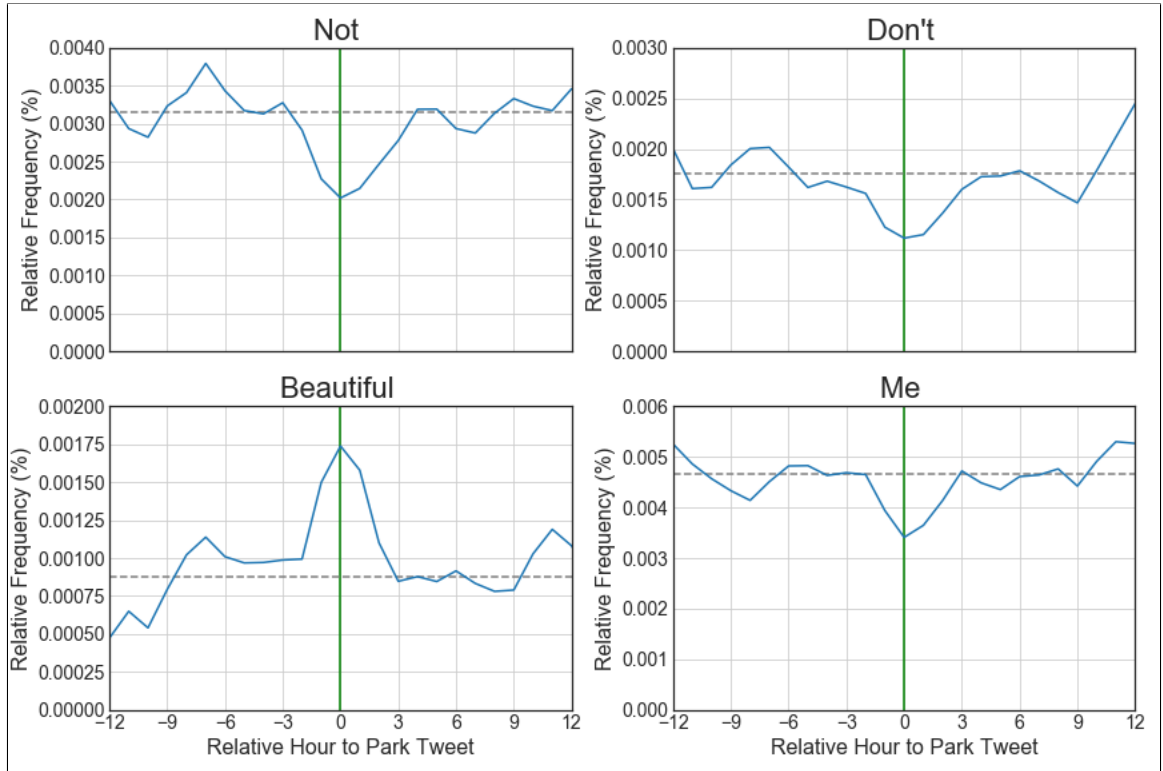 Not
Relative Frequency (%)
0.0040
0.0035
0.0030
0.0025
0.0020
0.0015
0.0010
0.0005
0.0000
Don't
Relative Frequency (%)
0.0030
0.0025
0.0020
0.0015
0.0010
0.0005
0.0000
Beautiful
Relative Frequency (%)
0.00200
0.00175
0.00150
0.00125
0.00100
0.00075
0.00050
0.00025
0.00000
−12 −9 −6 −3 0 3 6 9 12
Relative Hour to Park Tweet
Me
Relative Frequency (%)
0.006
0.005
0.004
0.003
0.002
0.001
0.000
−12 −9 −6 −3 0 3 6 9 12
Relative Hour to Park Tweet